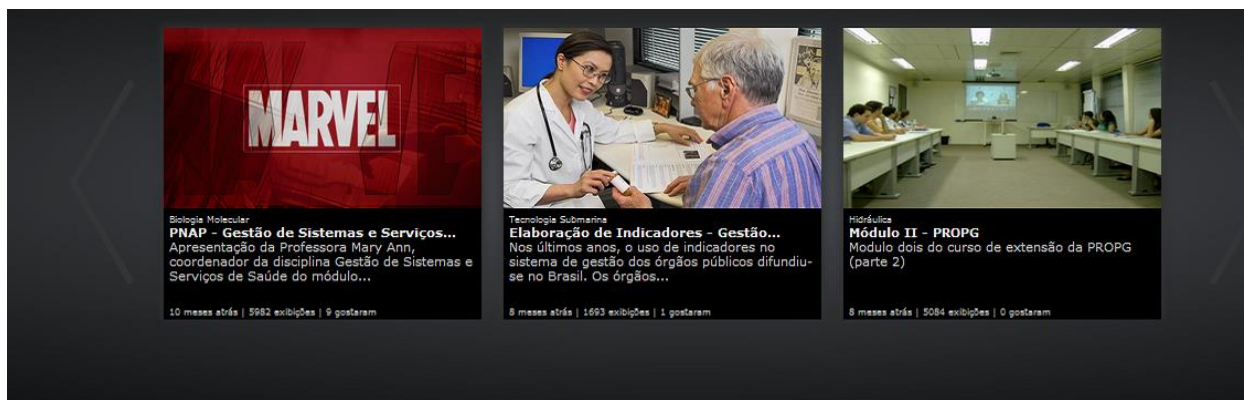 MARVEL
Biologia Molecular
PNAP - Gestão de Sistemas e Serviços...
Apresentação da Professora Mary Ann,
coordenador da disciplina Gestão de Sistemas e
Serviços de Saúde do módulo...
10 meses atrás | 5982 exibições | 9 gostaram
Tecnologia Submarina
Elaboração de Indicadores - Gestão...
Nos últimos anos, o uso de indicadores no
sistema de gestão dos órgãos públicos difundiu-
se no Brasil. Os órgãos...
8 meses atrás | 1693 exibições | 1 gostaram
Hidráulica
Módulo II - PROPG
Modulo dois do curso de extensão da PROPG
(parte 2)
8 meses atrás | 5084 exibições | 0 gostaram